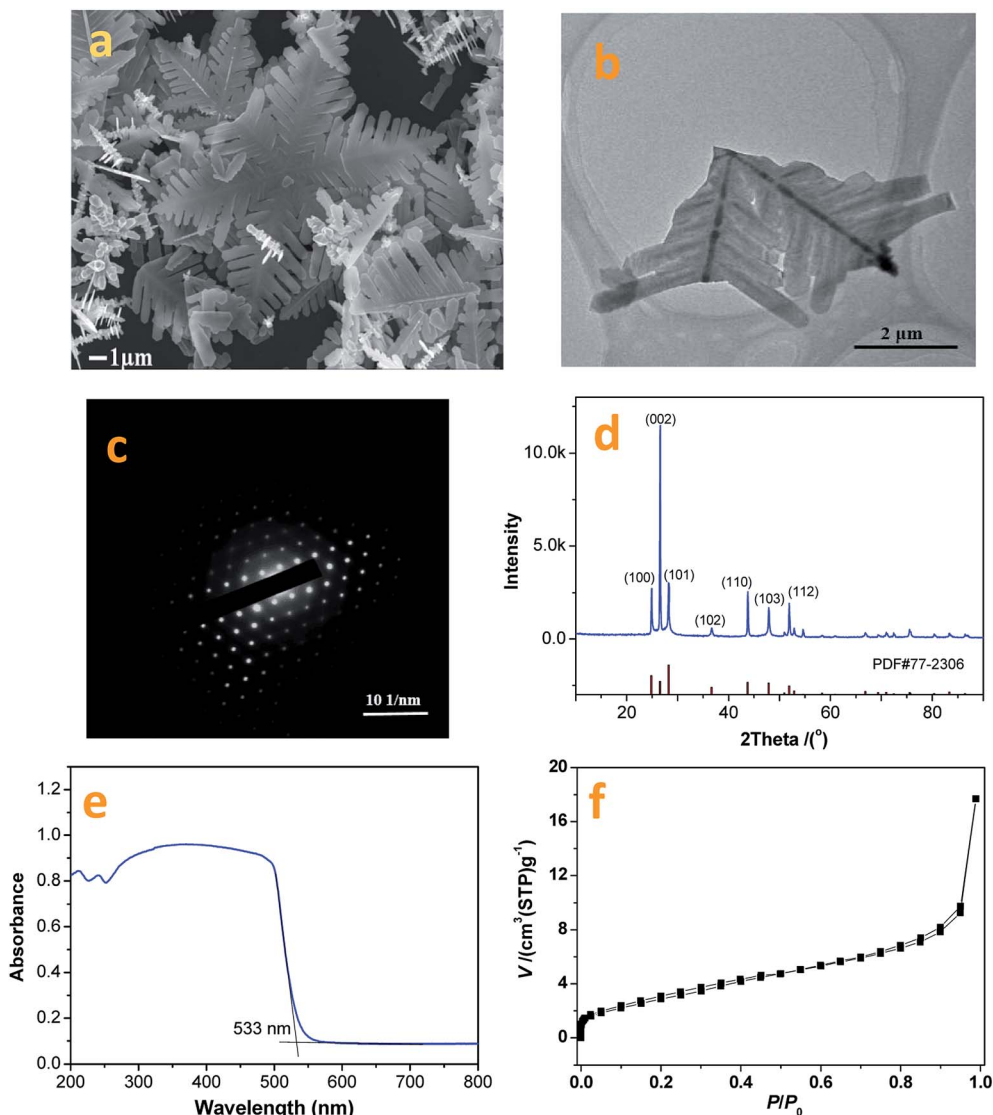 a
1μm
b
2 μm
c
10 1/nm
d
10.0k
5.0k
0.0
Intensity
(100)
(002)
(101)
(102)
(110)
(103)
(112)
PDF#77-2306
20 40 60 80
2Theta /(°)
e
1.2
1.0
0.8
0.6
0.4
0.2
0.0
Absorbance
533 nm
200 300 400 500 600 700 800
Wavelength (nm)
f
20
16
12
8
4
0
V /(cm³(STP)g⁻¹)
0.0 0.2 0.4 0.6 0.8 1.0
P/P₀